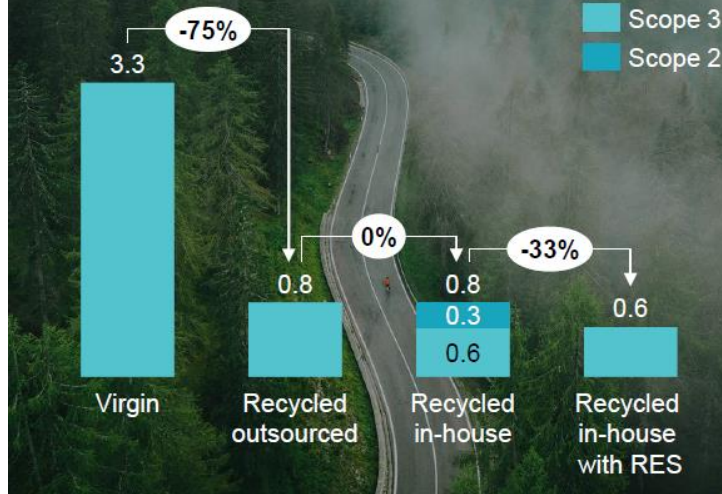 -75%
Scope 3
Scope 2
3.3
0%
-33%
0.8
0.8
0.3
0.6
0.6
Virgin
Recycled
outsourced
Recycled
in-house
Recycled
in-house
with RES